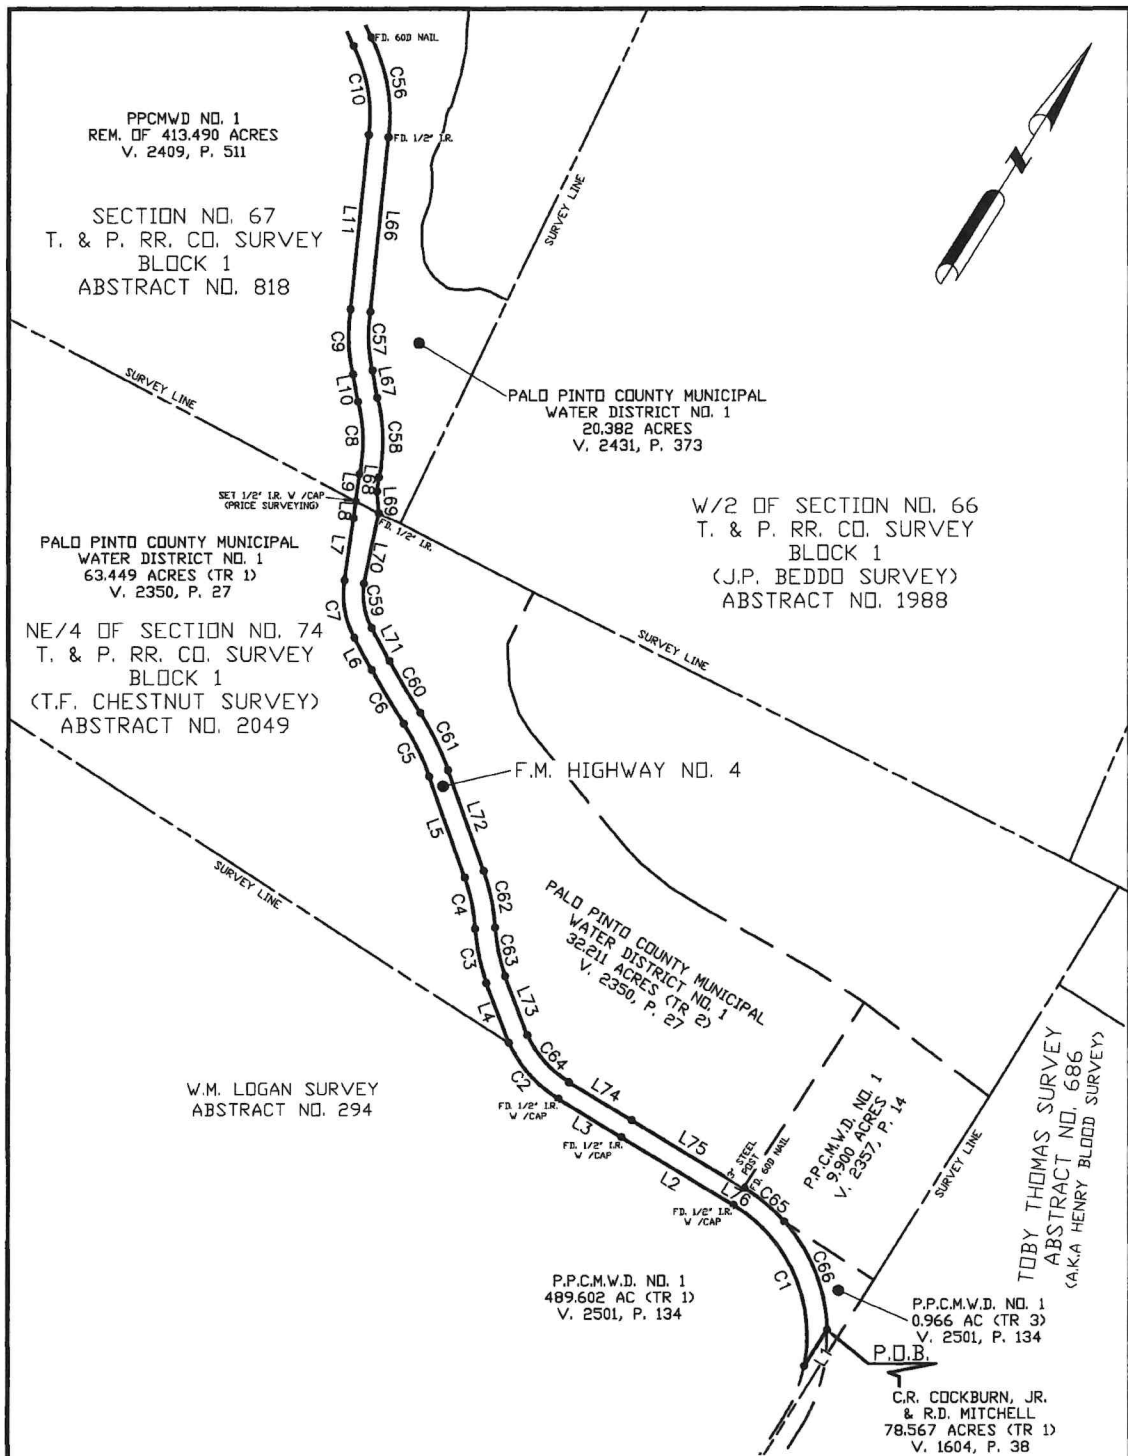 FD. 60D NAIL
C10
C56
PPCMWD NO. 1
REM. OF 413.490 ACRES
V. 2409, P. 511
FD. 1/2" I.R.
SURVEY LINE
N
SECTION NO. 67
T. & P. RR. CO. SURVEY
BLOCK 1
ABSTRACT NO. 818
L11
L66
C9
C57
SURVEY LINE
L10
L67
PALO PINTO COUNTY MUNICIPAL
WATER DISTRICT NO. 1
20.382 ACRES
V. 2431, P. 373
C8
C58
L9
L68
SET 1/2" I.R. W /CAP
(PRICE SURVEYING)
L8
L69
FD. 1/2" I.R.
W/2 OF SECTION NO. 66
T. & P. RR. CO. SURVEY
BLOCK 1
(J.P. BEDDO SURVEY)
ABSTRACT NO. 1988
PALO PINTO COUNTY MUNICIPAL
WATER DISTRICT NO. 1
63.449 ACRES (TR 1)
V. 2350, P. 27
L7
L70
C7
C59
NE/4 OF SECTION NO. 74
T. & P. RR. CO. SURVEY
BLOCK 1
(T.F. CHESTNUT SURVEY)
ABSTRACT NO. 2049
L6
L71
SURVEY LINE
C6
C60
C5
C61
F.M. HIGHWAY NO. 4
L5
L72
SURVEY LINE
C4
C62
PALO PINTO COUNTY MUNICIPAL
WATER DISTRICT NO. 1
32.211 ACRES (TR 2)
V. 2350, P. 27
C3
C63
L4
L73
W.M. LOGAN SURVEY
ABSTRACT NO. 294
C2
C64
FD. 1/2" I.R.
W /CAP
L3
L74
FD. 1/2" I.R.
W /CAP
L2
L75
3" STEEL
POST
FD. 60D NAIL
P.P.C.M.W.D. NO. 1
9.900 ACRES
V. 2357, P. 14
SURVEY LINE
TOBY THOMAS SURVEY
ABSTRACT NO. 686
(A.K.A HENRY BLOOD SURVEY)
L76
C65
FD. 1/2" I.R.
W /CAP
C1
C66
P.P.C.M.W.D. NO. 1
489.602 AC (TR 1)
V. 2501, P. 134
P.P.C.M.W.D. NO. 1
0.966 AC (TR 3)
V. 2501, P. 134
L1
P.O.B.
C.R. COCKBURN, JR.
& R.D. MITCHELL
78.567 ACRES (TR 1)
V. 1604, P. 38